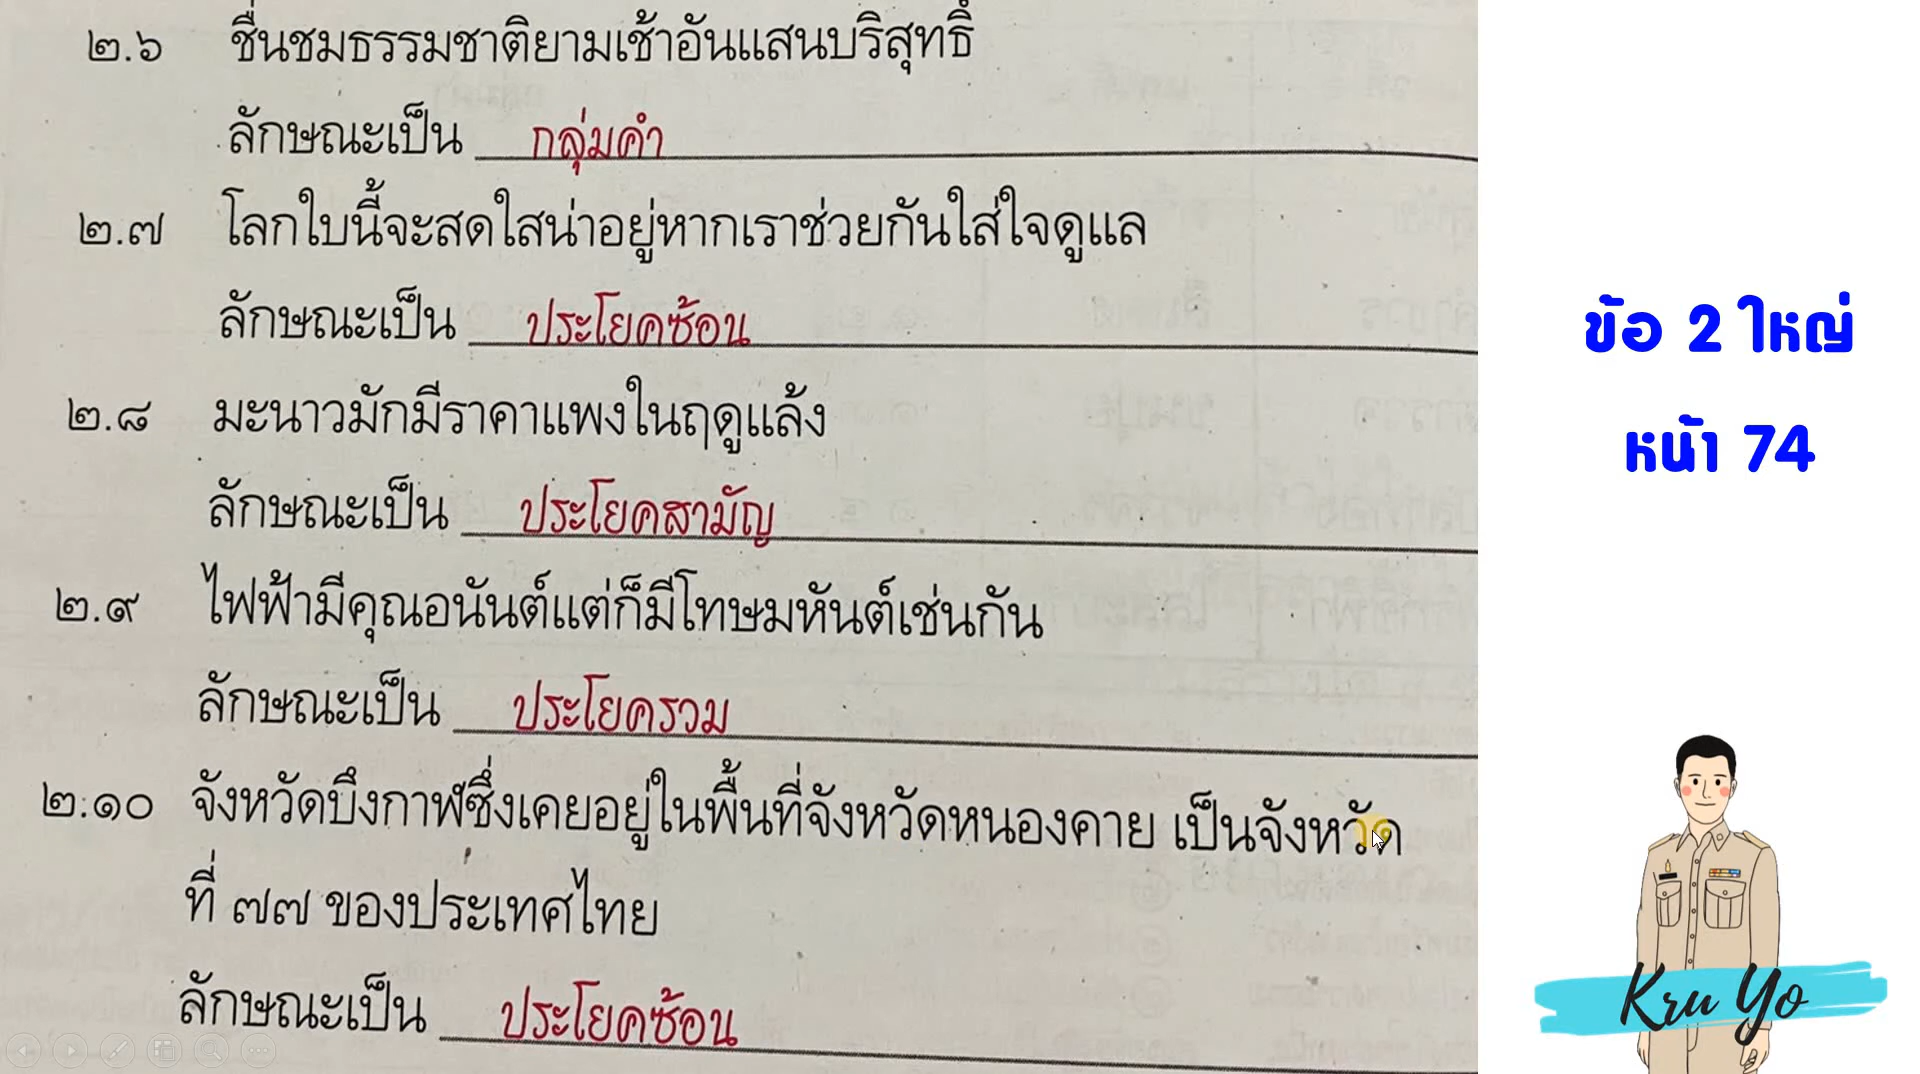 ๒.๖ ชื่นชมธรรมชาติยามเช้าอันแสนบริสุทธิ์
ลักษณะเป็น กลุ่มคำ
๒.๗ โลกใบนี้จะสดใสน่าอยู่หากเราช่วยกันใส่ใจดูแล
ลักษณะเป็น ประโยคซ้อน
๒.๘ มะนาวมักมีราคาแพงในฤดูแล้ง
ลักษณะเป็น ประโยคสามัญ
๒.๙ ไฟฟ้ามีคุณอนันต์แต่ก็มีโทษมหันต์เช่นกัน
ลักษณะเป็น ประโยครวม
๒.๑๐ จังหวัดบึงกาฬซึ่งเคยอยู่ในพื้นที่จังหวัดหนองคาย เป็นจังหวัด
ที่ ๗๗ ของประเทศไทย
ลักษณะเป็น ประโยคซ้อน
ข้อ 2 ใหญ่
หน้า 74
Kru Yo